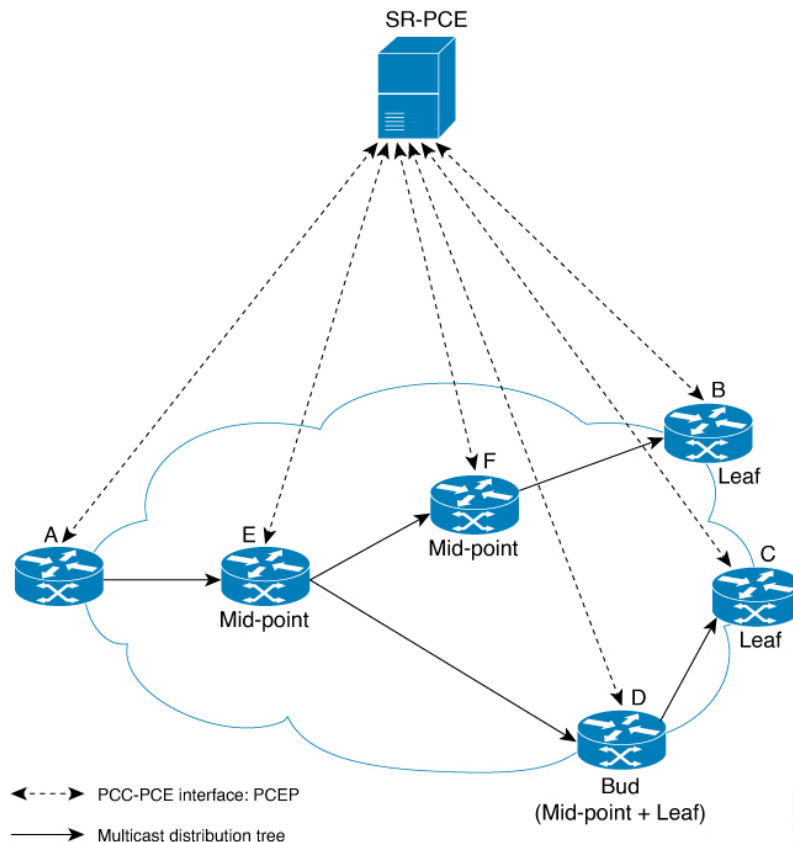 SR-PCE
B
Leaf
F
Mid-point
A
E
Mid-point
C
Leaf
D
Bud
(Mid-point + Leaf)
PCC-PCE interface: PCEP
Multicast distribution tree